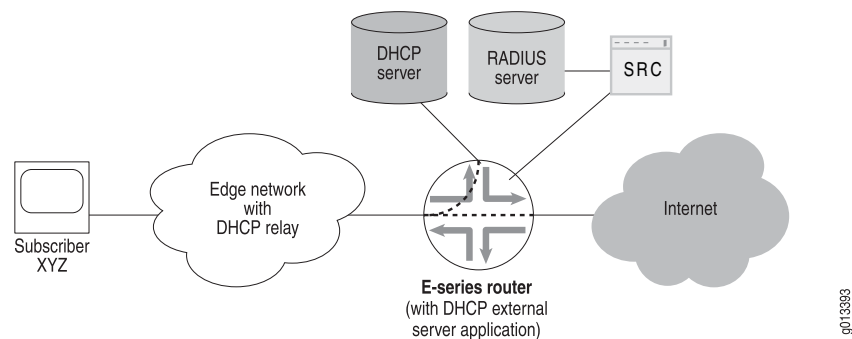 DHCP
server
RADIUS
server
SRC
Edge network
with
DHCP relay
Internet
Subscriber
XYZ
E-series router
(with DHCP external
server application)
g013393